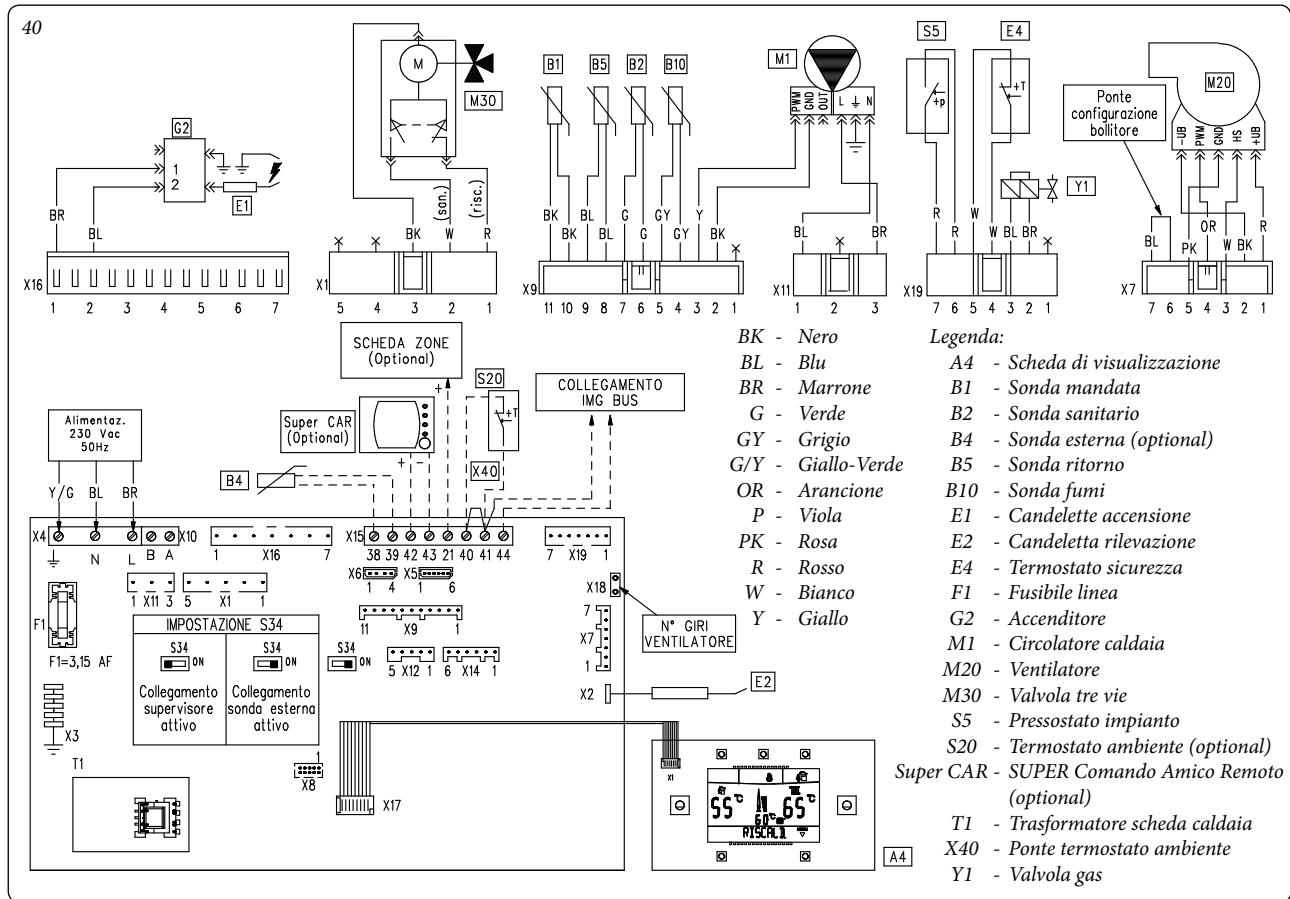 40
G2
1
2
E1
BR
BL
X16
1 2 3 4 5 6 7
M
M30
(san.)
(risc.)
BK W R
X1
5 4 3 2 1
B1 B5 B2 B10
BK BK BL BL G G GY GY Y BK
X9
11 10 9 8 7 6 5 4 3 2 1
M1
PWM GND OUT L N
BL BR
X11
1 2 3
S5 E4
+p
+T
Y1
R R W W BL BR
X19
7 6 5 4 3 2 1
M20
Ponte
configurazione
bollitore
-UB PWM GND HS +UB
BL PK OR W BK R
X7
7 6 5 4 3 2 1
SCHEDA ZONE
(Optional)
S20
+T
COLLEGAMENTO
IMG BUS
Super CAR
(Optional)
+
+ -
X40
B4
Alimentaz.
230 Vac
50Hz
Y/G BL BR
X4
N L B A
X10
1 X16 7
X15
38 39 42 43 21 40 41 44
7 X19 1
X6
1 4
X5
1 6
X18
1 X11 3
5 X1 1
11 X9 1
N° GIRI
VENTILATORE
7
X7
1
F1
F1=3,15 AF
IMPOSTAZIONE S34
S34
ON
Collegamento
supervisore
attivo
S34
ON
Collegamento
sonda esterna
attivo
S34
ON
5 X12 1
6 X14 1
X2
E2
X3
T1
1
X8
X17
X1
55 °C
60°C
65 °C
RISCALD.
A4
BK - Nero
BL - Blu
BR - Marrone
G - Verde
GY - Grigio
G/Y - Giallo-Verde
OR - Arancione
P - Viola
PK - Rosa
R - Rosso
W - Bianco
Y - Giallo
Legenda:
A4 - Scheda di visualizzazione
B1 - Sonda mandata
B2 - Sonda sanitario
B4 - Sonda esterna (optional)
B5 - Sonda ritorno
B10 - Sonda fumi
E1 - Candelette accensione
E2 - Candeletta rilevazione
E4 - Termostato sicurezza
F1 - Fusibile linea
G2 - Accenditore
M1 - Circolatore caldaia
M20 - Ventilatore
M30 - Valvola tre vie
S5 - Pressostato impianto
S20 - Termostato ambiente (optional)
Super CAR - SUPER Comando Amico Remoto
(optional)
T1 - Trasformatore scheda caldaia
X40 - Ponte termostato ambiente
Y1 - Valvola gas